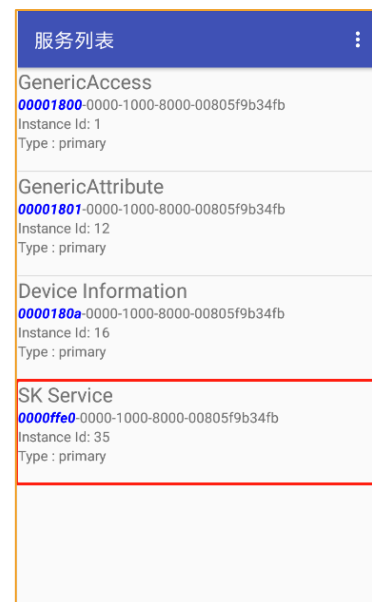 服务列表
GenericAccess
00001800-0000-1000-8000-00805f9b34fb
Instance Id: 1
Type : primary
GenericAttribute
00001801-0000-1000-8000-00805f9b34fb
Instance Id: 12
Type : primary
Device Information
0000180a-0000-1000-8000-00805f9b34fb
Instance Id: 16
Type : primary
SK Service
0000ffe0-0000-1000-8000-00805f9b34fb
Instance Id: 35
Type : primary